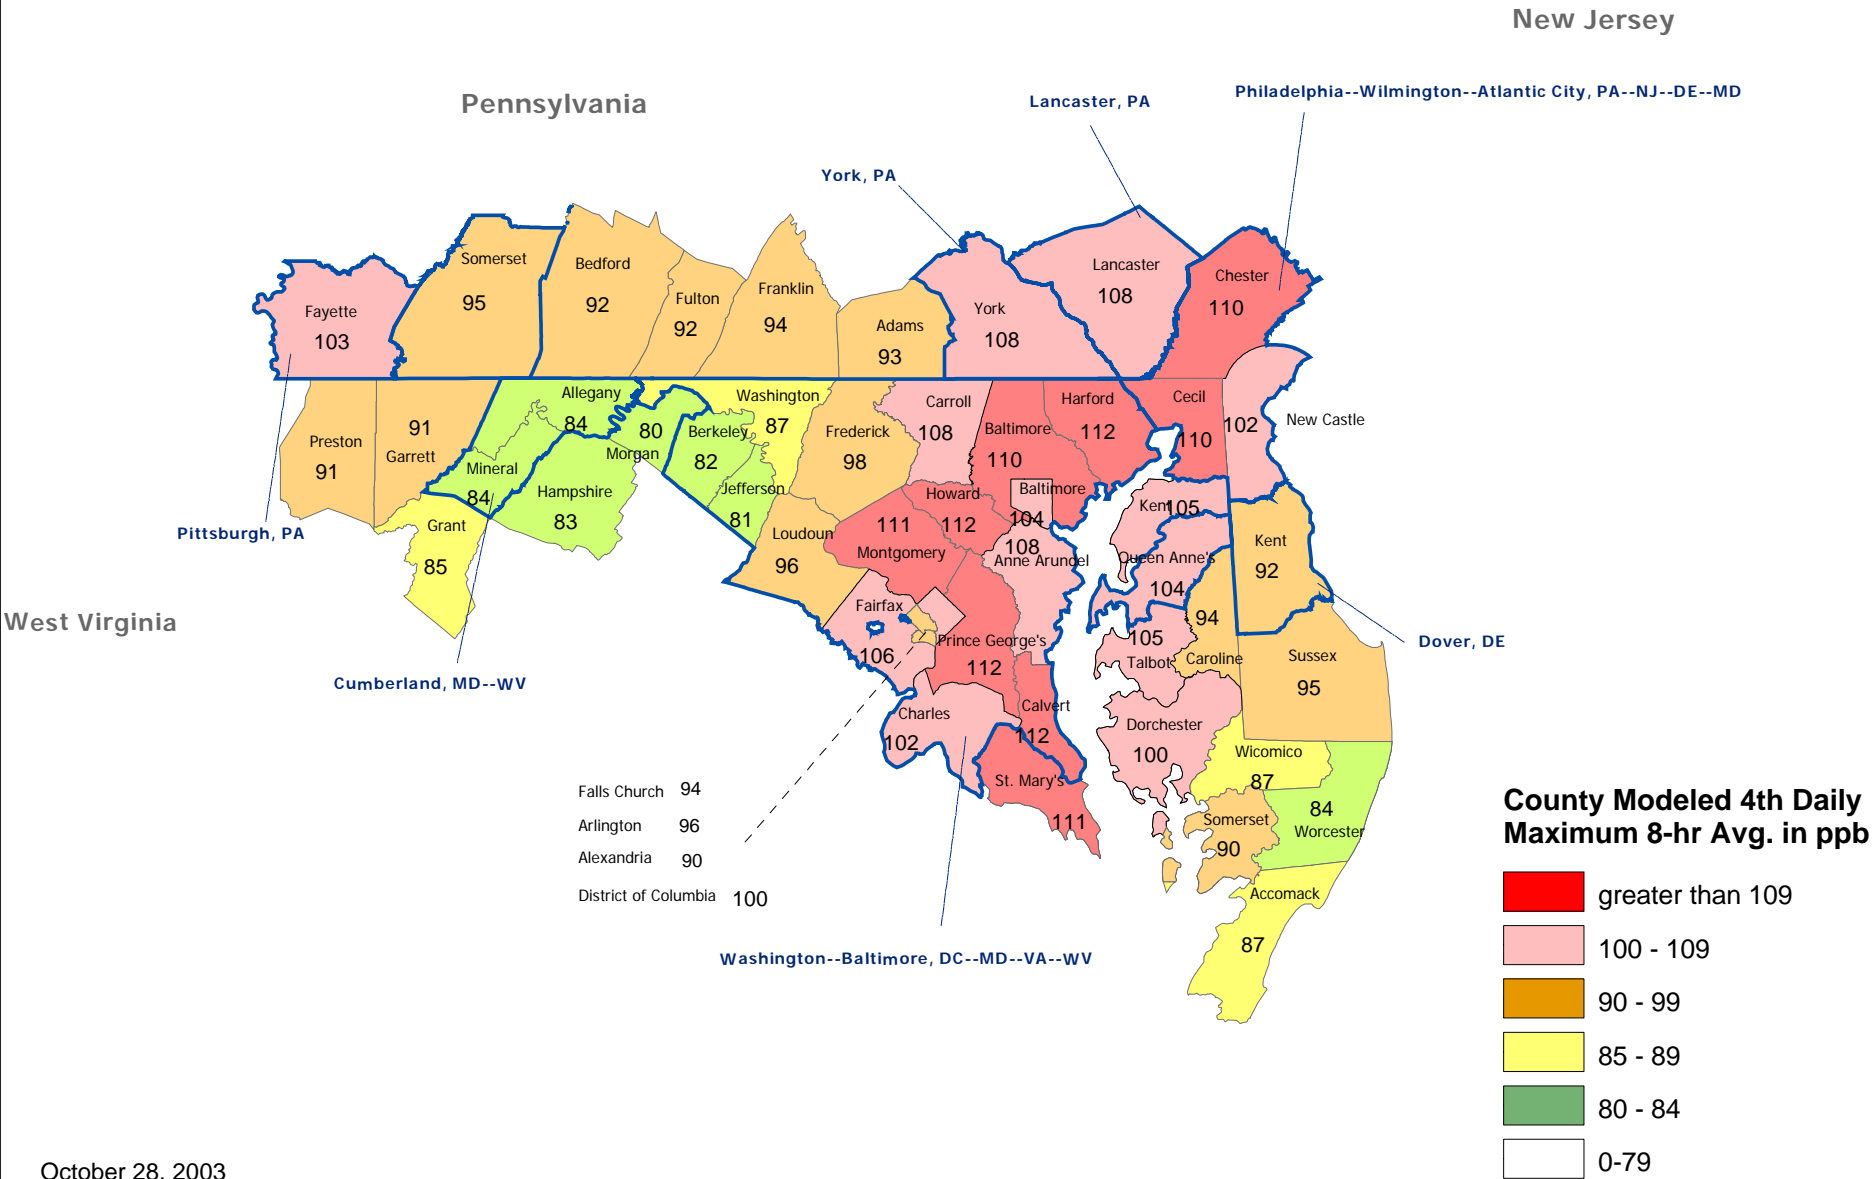 New Jersey
Pennsylvania
Lancaster, PA
Philadelphia--Wilmington--Atlantic City, PA--NJ--DE--MD
York, PA
Somerset
95
Bedford
92
Fulton
92
Franklin
94
Fayette
103
Adams
93
York
108
Lancaster
108
Chester
110
Preston
91
91
Garrett
Allegany
84
Mineral
84
Hampshire
83
80
Morgan
Berkeley
82
Jefferson
81
Washington
87
Frederick
98
Carroll
108
Baltimore
110
Harford
112
Cecil
110
102
New Castle
Grant
85
Loudoun
96
111
Montgomery
Howard
112
Baltimore
104
108
Anne Arundel
Kent
105
Queen Anne's
104
Kent
92
Pittsburgh, PA
West Virginia
Fairfax
106
Prince George's
112
105
Talbot
94
Caroline
Sussex
95
Dover, DE
Cumberland, MD--WV
Charles
102
Calvert
112
St. Mary's
111
Dorchester
100
Wicomico
87
84
Worcester
Somerset
90
Accomack
87
Falls Church 94
Arlington 96
Alexandria 90
District of Columbia 100
Washington--Baltimore, DC--MD--VA--WV
County Modeled 4th Daily
Maximum 8-hr Avg. in ppb
greater than 109
100 - 109
90 - 99
85 - 89
80 - 84
0-79
October 28, 2003